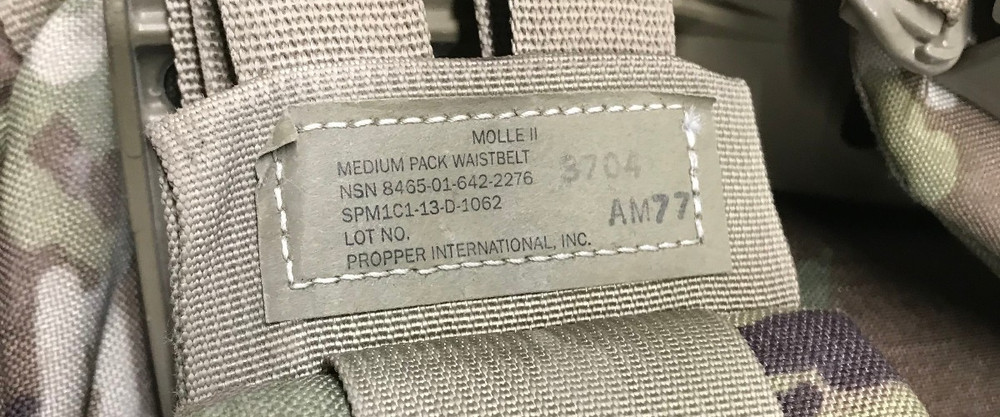 MOLLE II
MEDIUM PACK WAISTBELT
NSN 8465-01-642-2276
SPM1C1-13-D-1062
LOT NO.
PROPPER INTERNATIONAL, INC.
3704
AM77